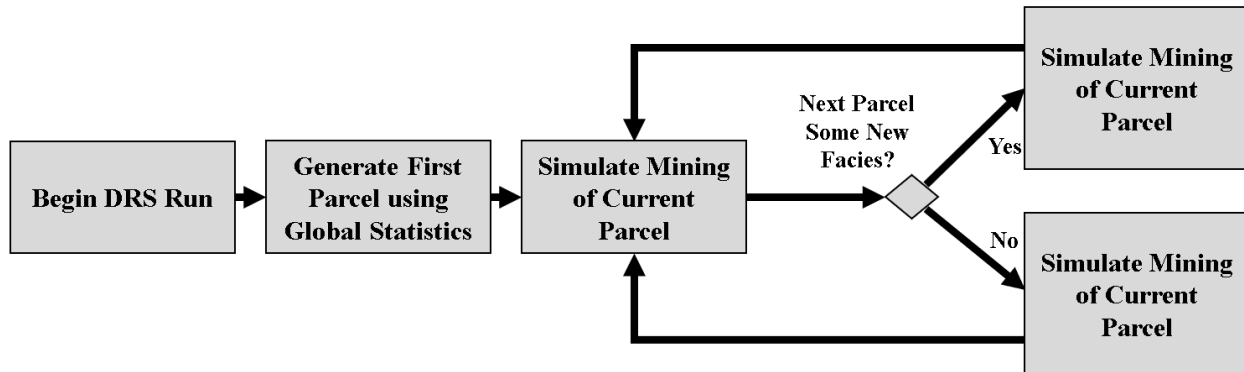 Begin DRS Run
Generate First
Parcel using
Global Statistics
Simulate Mining
of Current
Parcel
Next Parcel
Some New
Facies?
Yes
Simulate Mining
of Current
Parcel
No
Simulate Mining
of Current
Parcel